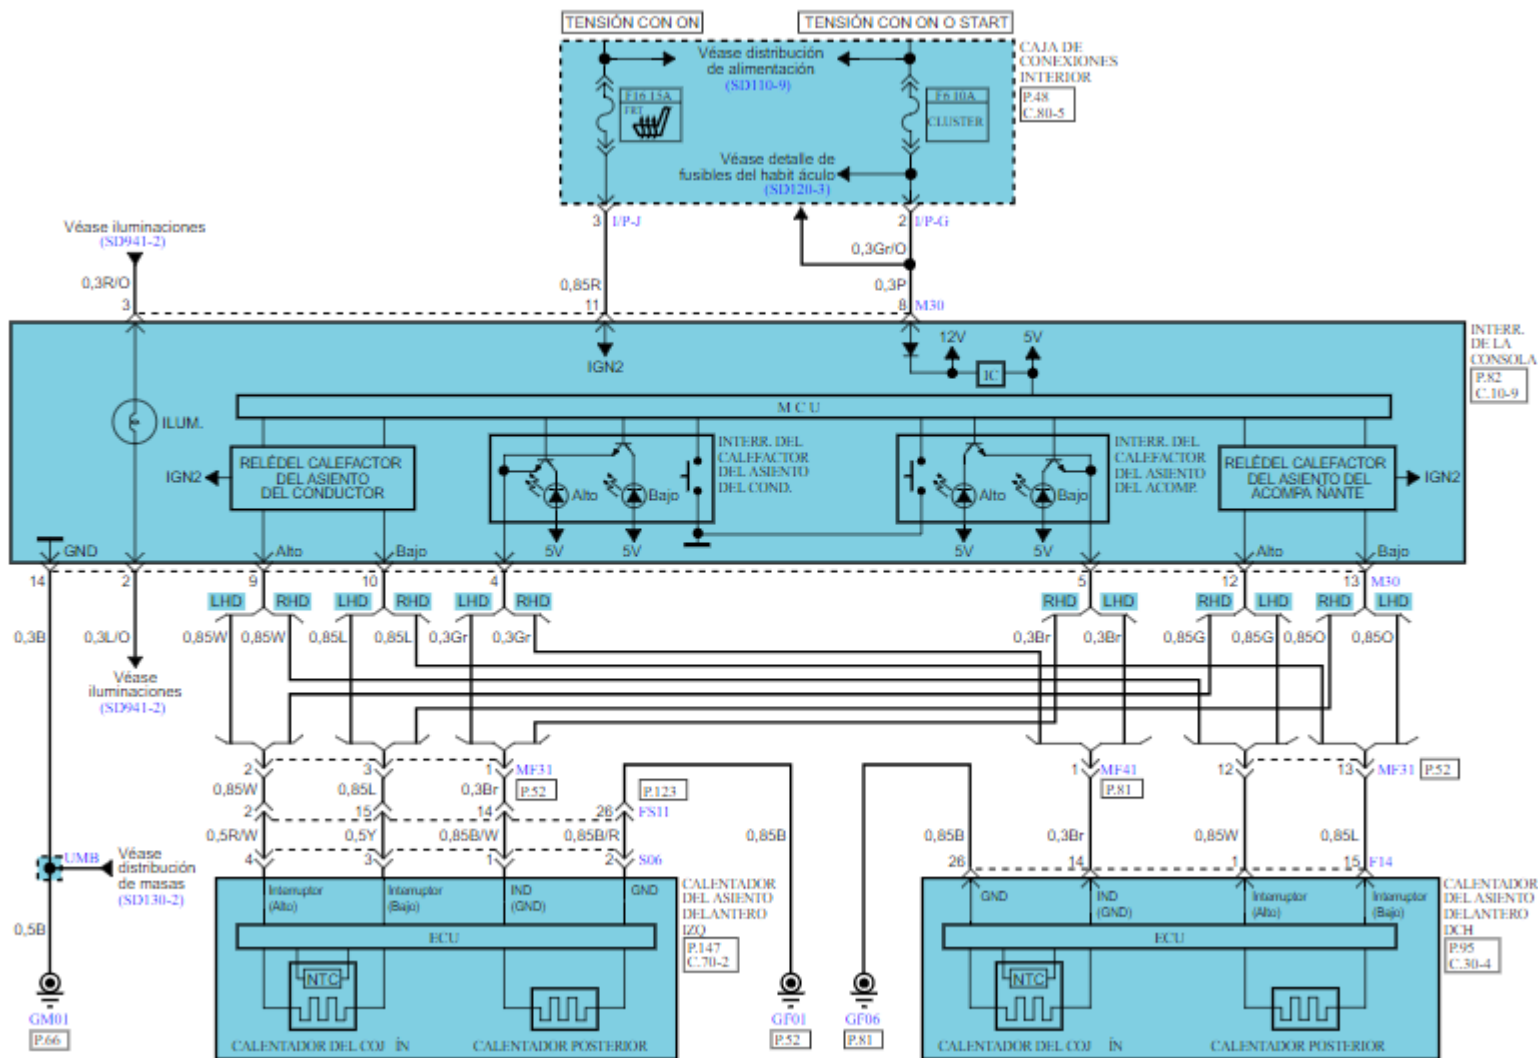 TENSIÓN CON ON
TENSIÓN CON ON O START
Véase distribución
de alimentación
(SD110-9)
CAJA DE
CONEXIONES
INTERIOR
P.48
C.80-5
F16 15A
FRT
F6 10A
CLUSTER
Véase detalle de
fusibles del habit áculo
(SD120-3)
3 I/P-J
2 I/P-G
Véase iluminaciones
(SD941-2)
0,3R/O
0,85R
0,3Gr/O
0,3P
3
11
8 M30
IGN2
12V
5V
IC
INTERR.
DE LA
CONSOLA
P.82
C.10-9
M C U
ILUM.
IGN2
RELÉDEL CALEFACTOR
DEL ASIENTO
DEL CONDUCTOR
Alto
Bajo
5V
5V
INTERR. DEL
CALEFACTOR
DEL ASIENTO
DEL COND.
Alto
Bajo
5V
5V
INTERR. DEL
CALEFACTOR
DEL ASIENTO
DEL ACOMP.
RELÉDEL CALEFACTOR
DEL ASIENTO DEL
ACOMPA ÑANTE
IGN2
GND
Alto
Bajo
Alto
Bajo
14
2
9
10
4
5
12
13 M30
LHD RHD
LHD RHD
LHD RHD
RHD LHD
RHD LHD
RHD LHD
0,3B
0,3L/O
0,85W 0,85W
0,85L 0,85L
0,3Gr 0,3Gr
0,3Br 0,3Br
0,85G 0,85G
0,85O 0,85O
Véase
iluminaciones
(SD941-2)
2
3
1 MF31
P.52
1 MF41
P.81
12
13 MF31 P.52
0,85W
0,85L
0,3Br
P.123
2
15
14
26 FS11
0,5R/W
0,5Y
0,85B/W
0,85B/R
0,85B
0,85B
0,3Br
0,85W
0,85L
4
3
1
2 S06
26
14
1
15 F14
UMB
Véase
distribución
de masas
(SD130-2)
0,5B
GM01
P.66
Interruptor
(Alto)
Interruptor
(Bajo)
IND
(GND)
GND
ECU
NTC
CALENTADOR DEL COJ ÍN
CALENTADOR POSTERIOR
CALENTADOR
DEL ASIENTO
DELANTERO
IZQ
P.147
C.70-2
GF01
P.52
GF06
P.81
GND
IND
(GND)
Interruptor
(Alto)
Interruptor
(Bajo)
ECU
NTC
CALENTADOR DEL COJ ÍN
CALENTADOR POSTERIOR
CALENTADOR
DEL ASIENTO
DELANTERO
DCH
P.95
C.30-4